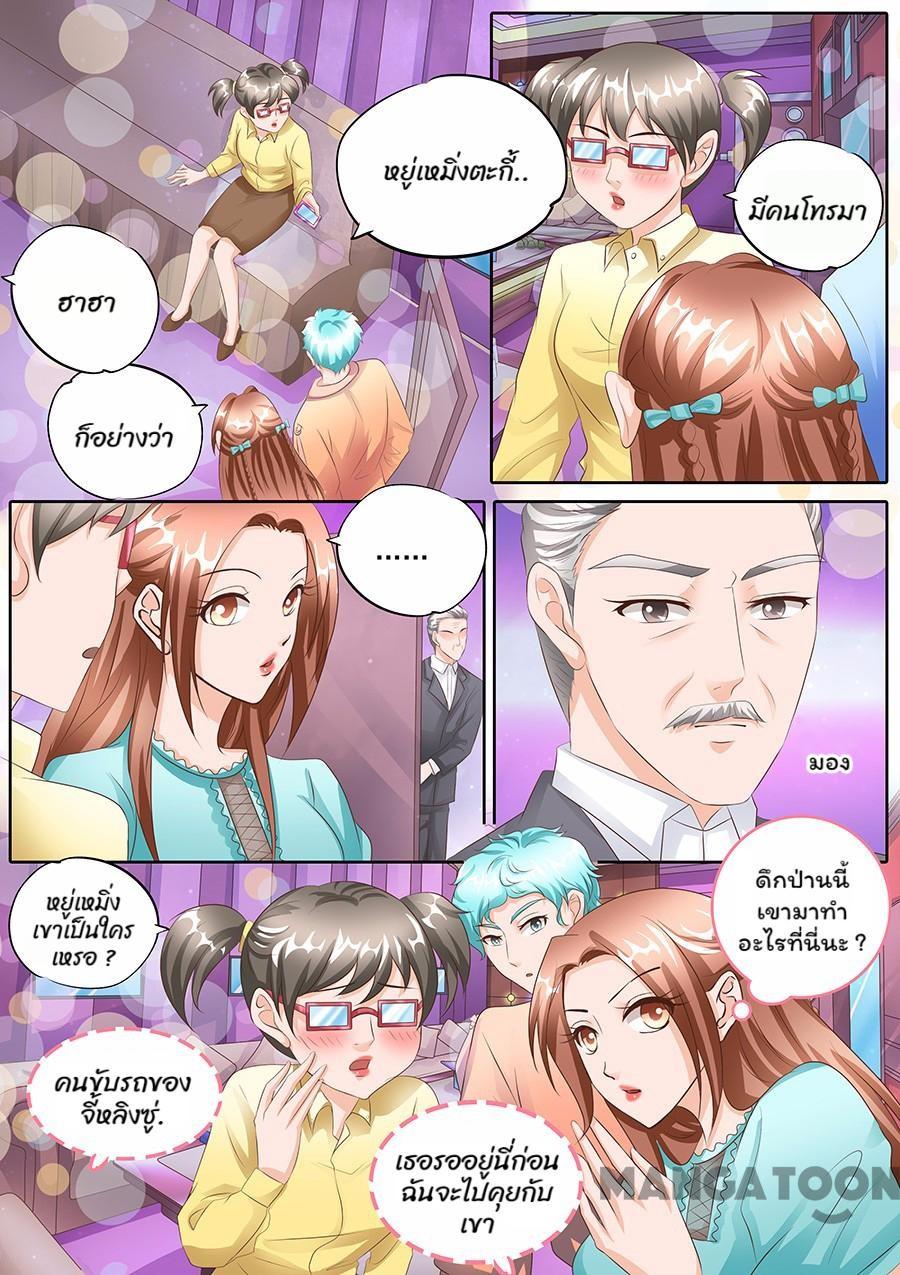 หยู่เหมิ่งตะกี้..
มีคนโทรมา
ฮาฮา
ก็อย่างว่า
......
มอง
หยู่เหมิ่ง
เขาเป็นใคร
เหรอ ?
ดึกป่านนี้
เขามาทำ
อะไรที่นี่นะ ?
คนขับรถของ
จี้หลิงซู่.
เธอรออยู่นี่ก่อน
ฉันจะไปคุยกับ
เขา
MANGATOON